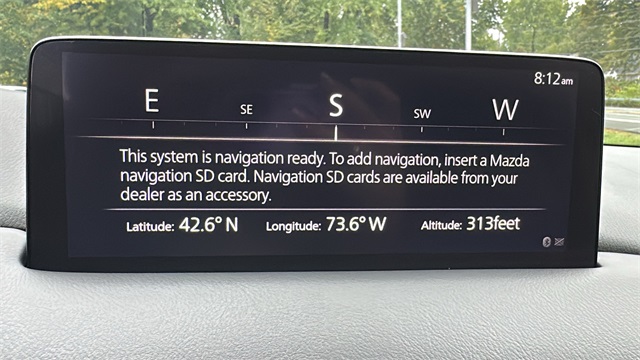 8:12am
E SE S SW W
This system is navigation ready. To add navigation, insert a Mazda
navigation SD card. Navigation SD cards are available from your
dealer as an accessory.
Latitude: 42.6° N Longitude: 73.6° W Altitude: 313feet